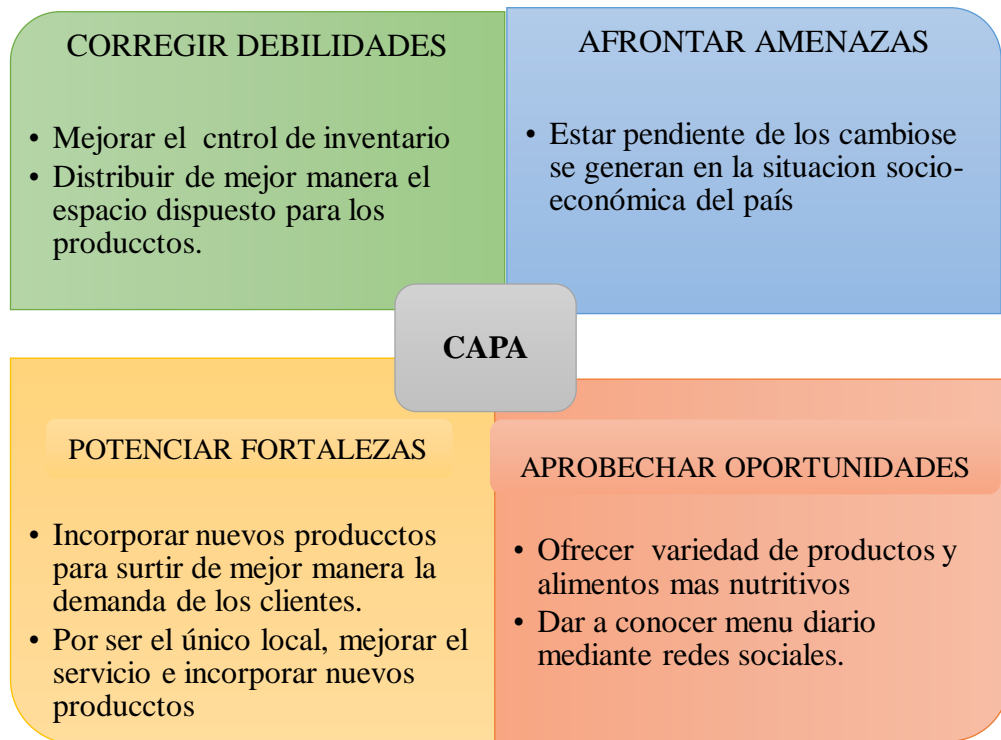 CORREGIR DEBILIDADES
• Mejorar el cntrol de inventario
• Distribuir de mejor manera el
espacio dispuesto para los
producctos.
AFRONTAR AMENAZAS
• Estar pendiente de los cambiose
se generan en la situacion socio-
económica del país
CAPA
POTENCIAR FORTALEZAS
• Incorporar nuevos producctos
para surtir de mejor manera la
demanda de los clientes.
• Por ser el único local, mejorar el
servicio e incorporar nuevos
producctos
APROBECHAR OPORTUNIDADES
• Ofrecer variedad de productos y
alimentos mas nutritivos
• Dar a conocer menu diario
mediante redes sociales.